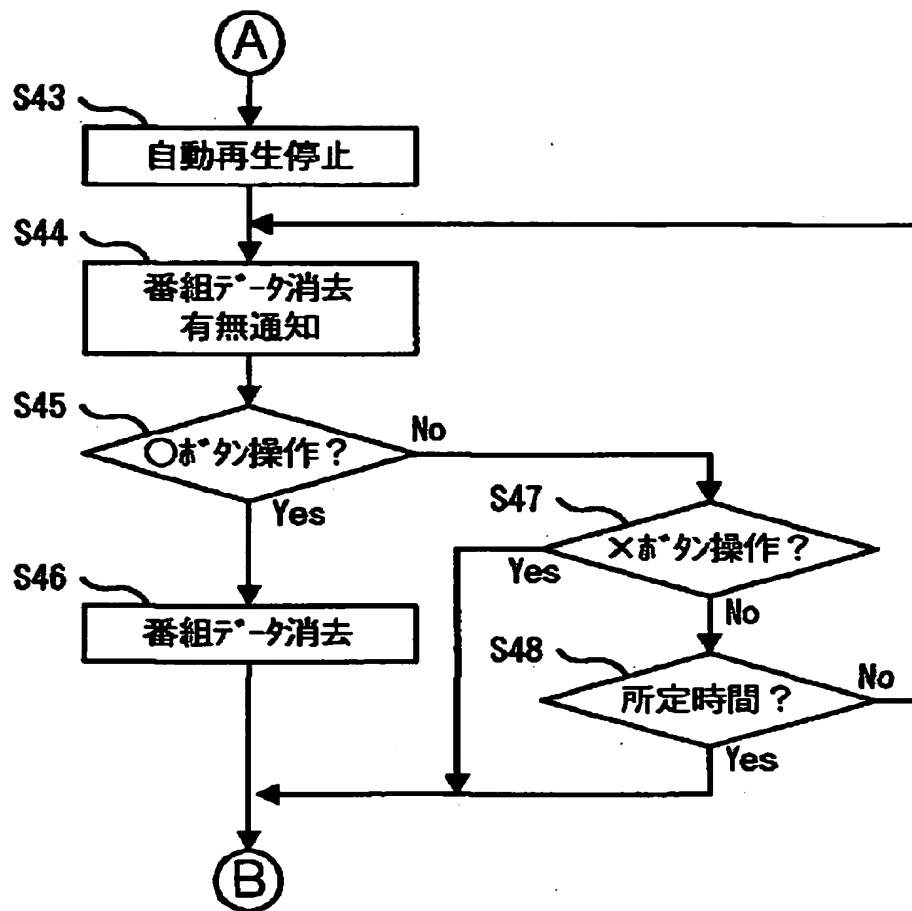 A
S43
自動再生停止
S44
番組ﾃﾞｰﾀ消去
有無通知
S45
○ﾎﾞﾀﾝ操作?
No
Yes
S47
×ﾎﾞﾀﾝ操作?
Yes
No
S46
番組ﾃﾞｰﾀ消去
S48
所定時間?
No
Yes
B